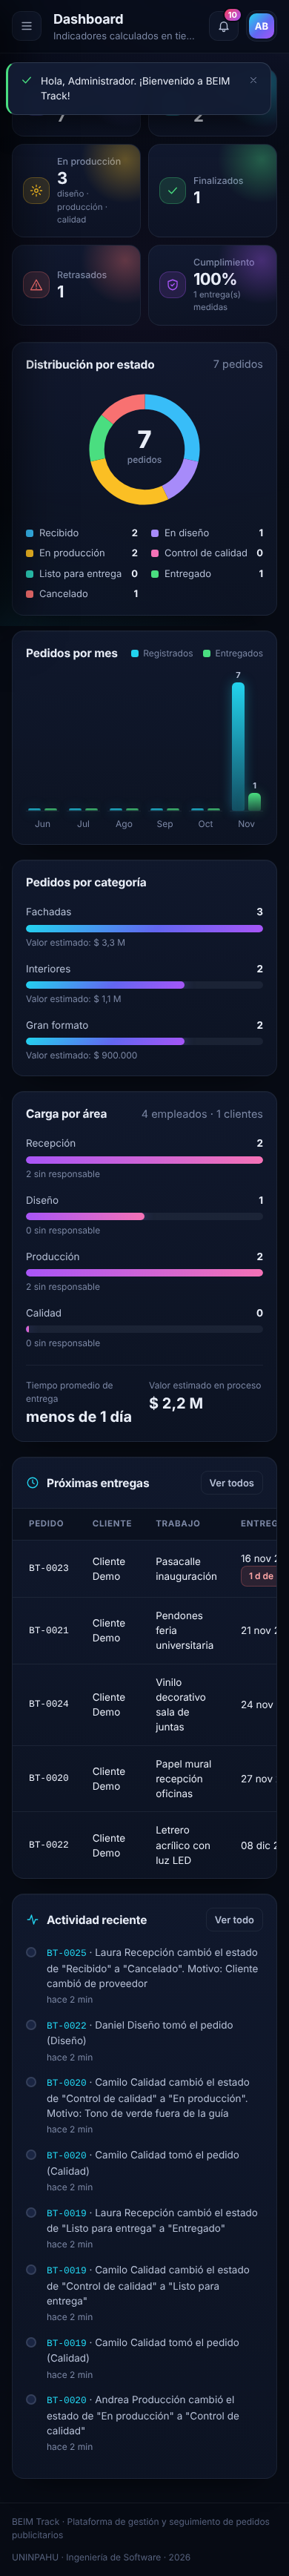 Dashboard
Indicadores calculados en tie...
10
AB
Hola, Administrador. ¡Bienvenido a BEIM
Track!
7
2
En producción
3
diseño ·
producción ·
calidad
Finalizados
1
Retrasados
1
Cumplimiento
100%
1 entrega(s)
medidas
Distribución por estado
7 pedidos
7
pedidos
Recibido 2
En diseño 1
En producción 2
Control de calidad 0
Listo para entrega 0
Entregado 1
Cancelado 1
Pedidos por mes
Registrados
Entregados
7
1
Jun Jul Ago Sep Oct Nov
Pedidos por categoría
Fachadas 3
Valor estimado: $ 3,3 M
Interiores 2
Valor estimado: $ 1,1 M
Gran formato 2
Valor estimado: $ 900.000
Carga por área
4 empleados · 1 clientes
Recepción 2
2 sin responsable
Diseño 1
0 sin responsable
Producción 2
2 sin responsable
Calidad 0
0 sin responsable
Tiempo promedio de
entrega
menos de 1 día
Valor estimado en proceso
$ 2,2 M
Próximas entregas
Ver todos
PEDIDO CLIENTE TRABAJO ENTREG
BT-0023
Cliente
Demo
Pasacalle
inauguración
16 nov 2
1 d de
BT-0021
Cliente
Demo
Pendones
feria
universitaria
21 nov 2
BT-0024
Cliente
Demo
Vinilo
decorativo
sala de
juntas
24 nov
BT-0020
Cliente
Demo
Papel mural
recepción
oficinas
27 nov
BT-0022
Cliente
Demo
Letrero
acrílico con
luz LED
08 dic 2
Actividad reciente
Ver todo
BT-0025 · Laura Recepción cambió el estado
de "Recibido" a "Cancelado". Motivo: Cliente
cambió de proveedor
hace 2 min
BT-0022 · Daniel Diseño tomó el pedido
(Diseño)
hace 2 min
BT-0020 · Camilo Calidad cambió el estado
de "Control de calidad" a "En producción".
Motivo: Tono de verde fuera de la guía
hace 2 min
BT-0020 · Camilo Calidad tomó el pedido
(Calidad)
hace 2 min
BT-0019 · Laura Recepción cambió el estado
de "Listo para entrega" a "Entregado"
hace 2 min
BT-0019 · Camilo Calidad cambió el estado
de "Control de calidad" a "Listo para
entrega"
hace 2 min
BT-0019 · Camilo Calidad tomó el pedido
(Calidad)
hace 2 min
BT-0020 · Andrea Producción cambió el
estado de "En producción" a "Control de
calidad"
hace 2 min
BEIM Track · Plataforma de gestión y seguimiento de pedidos
publicitarios
UNINPAHU · Ingeniería de Software · 2026